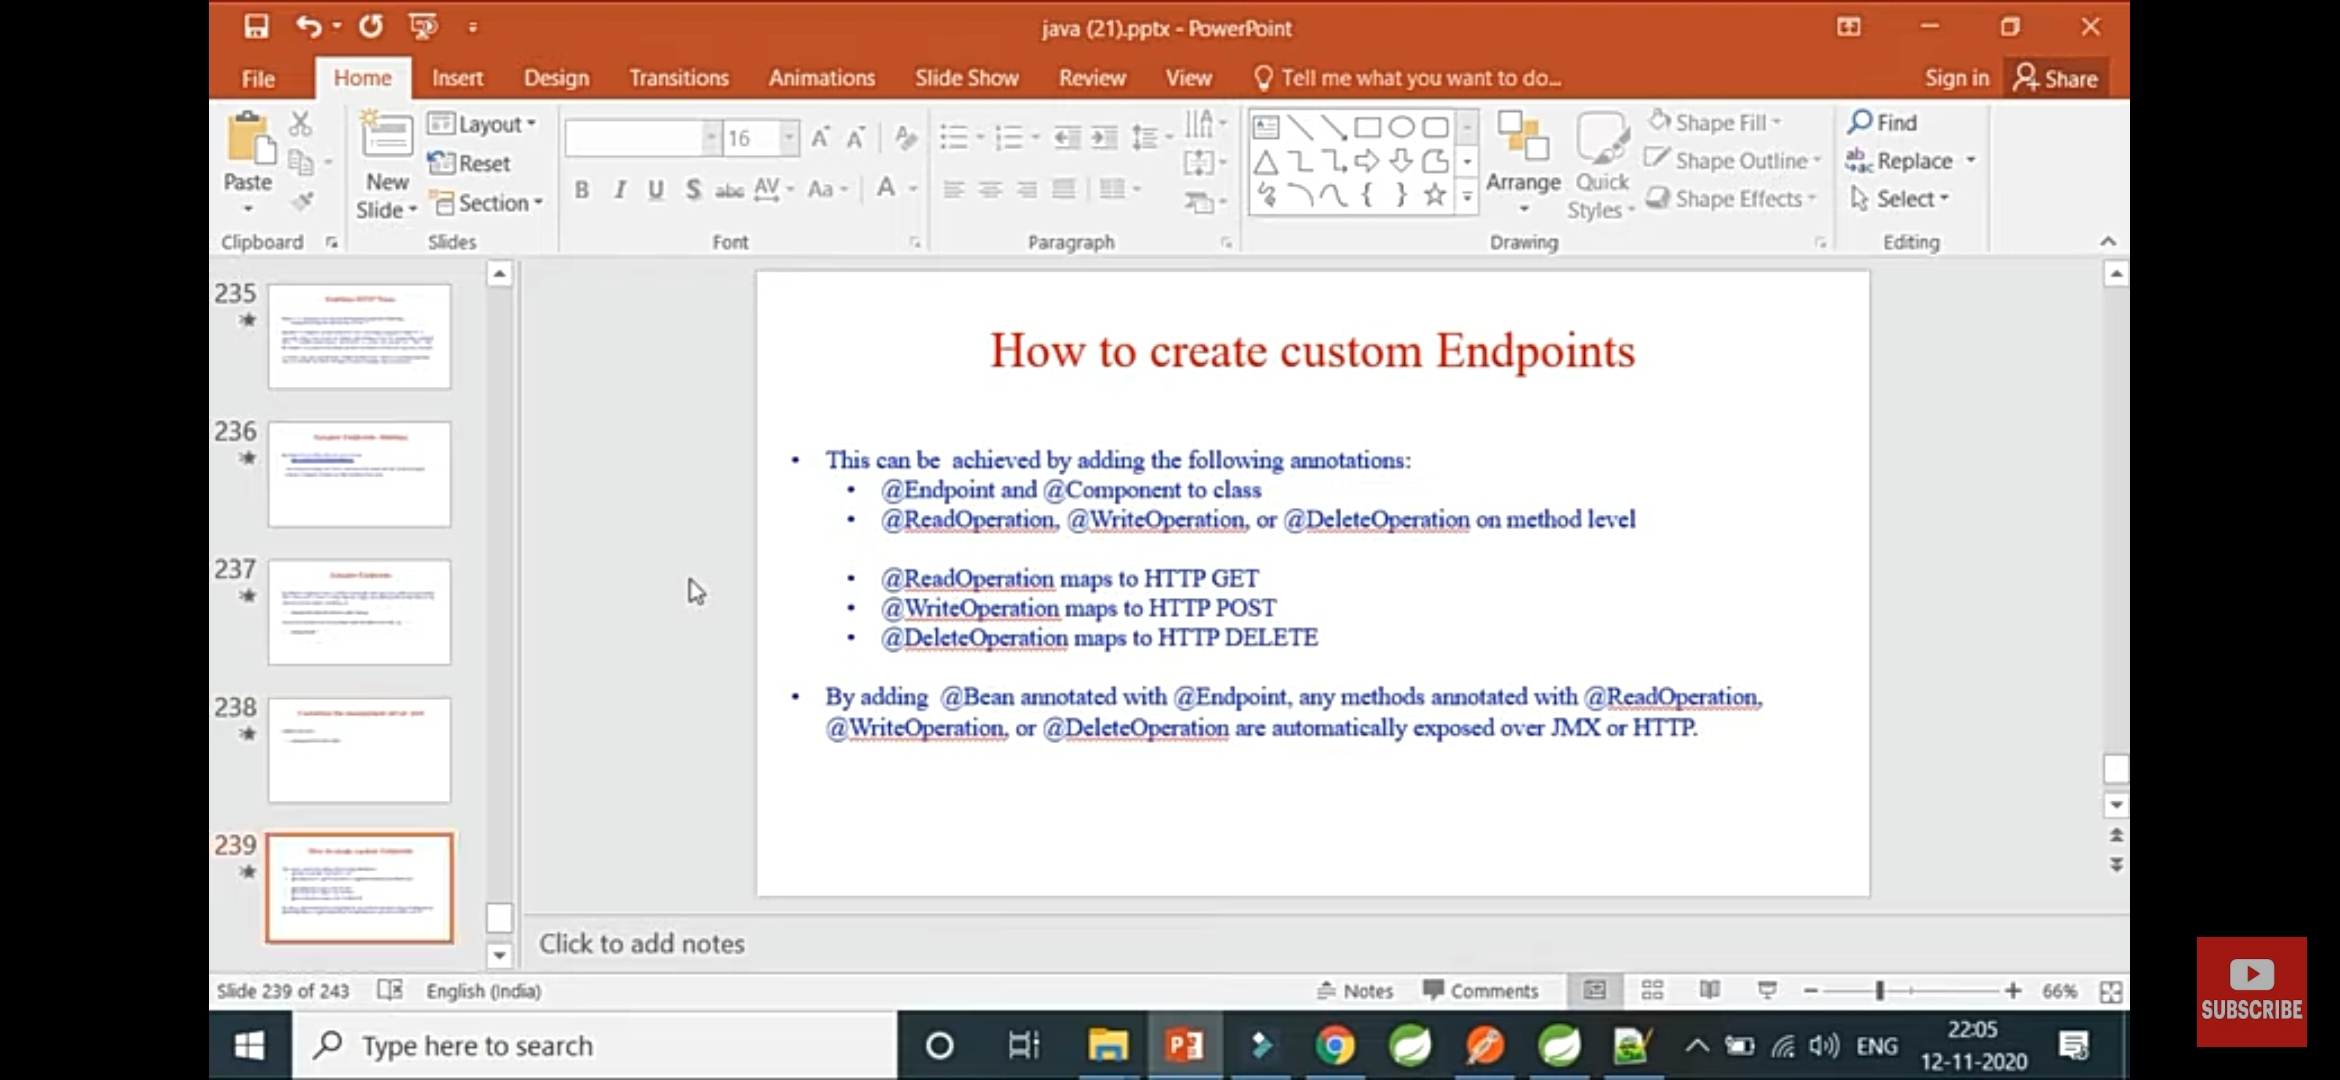 java (21).pptx - PowerPoint
File Home Insert Design Transitions Animations Slide Show Review View Tell me what you want to do... Sign in Share
Paste
New Slide
Layout
Reset
Section
16
B I U S abc AV Aa A
Arrange
Quick Styles
Shape Fill
Shape Outline
Shape Effects
Find
Replace
Select
Clipboard Slides Font Paragraph Drawing Editing
235
236
237
238
239
How to create custom Endpoints
• This can be achieved by adding the following annotations:
• @Endpoint and @Component to class
• @ReadOperation, @WriteOperation, or @DeleteOperation on method level
• @ReadOperation maps to HTTP GET
• @WriteOperation maps to HTTP POST
• @DeleteOperation maps to HTTP DELETE
• By adding @Bean annotated with @Endpoint, any methods annotated with @ReadOperation,
@WriteOperation, or @DeleteOperation are automatically exposed over JMX or HTTP.
Click to add notes
Slide 239 of 243 English (India) Notes Comments 66%
Type here to search
ENG
22:05
12-11-2020
SUBSCRIBE